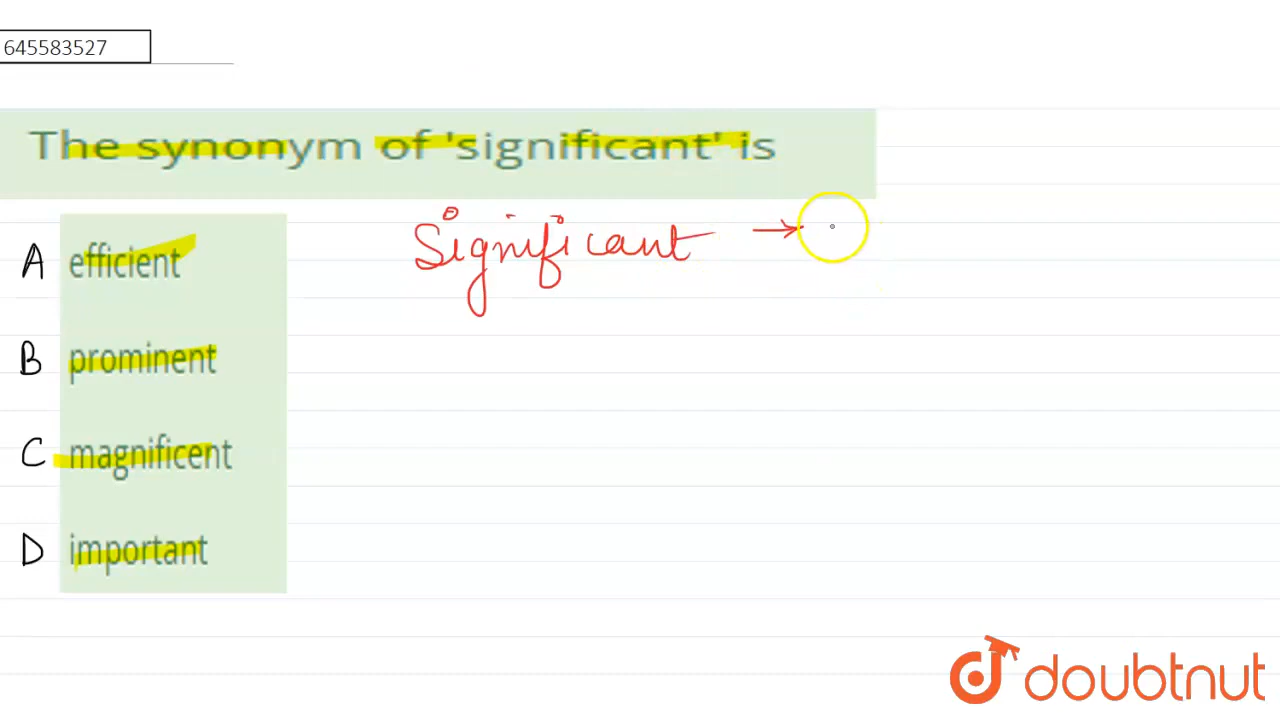 645583527
The synonym of 'significant' is
Significant →
A efficient
B prominent
C magnificent
D important
doubtnut